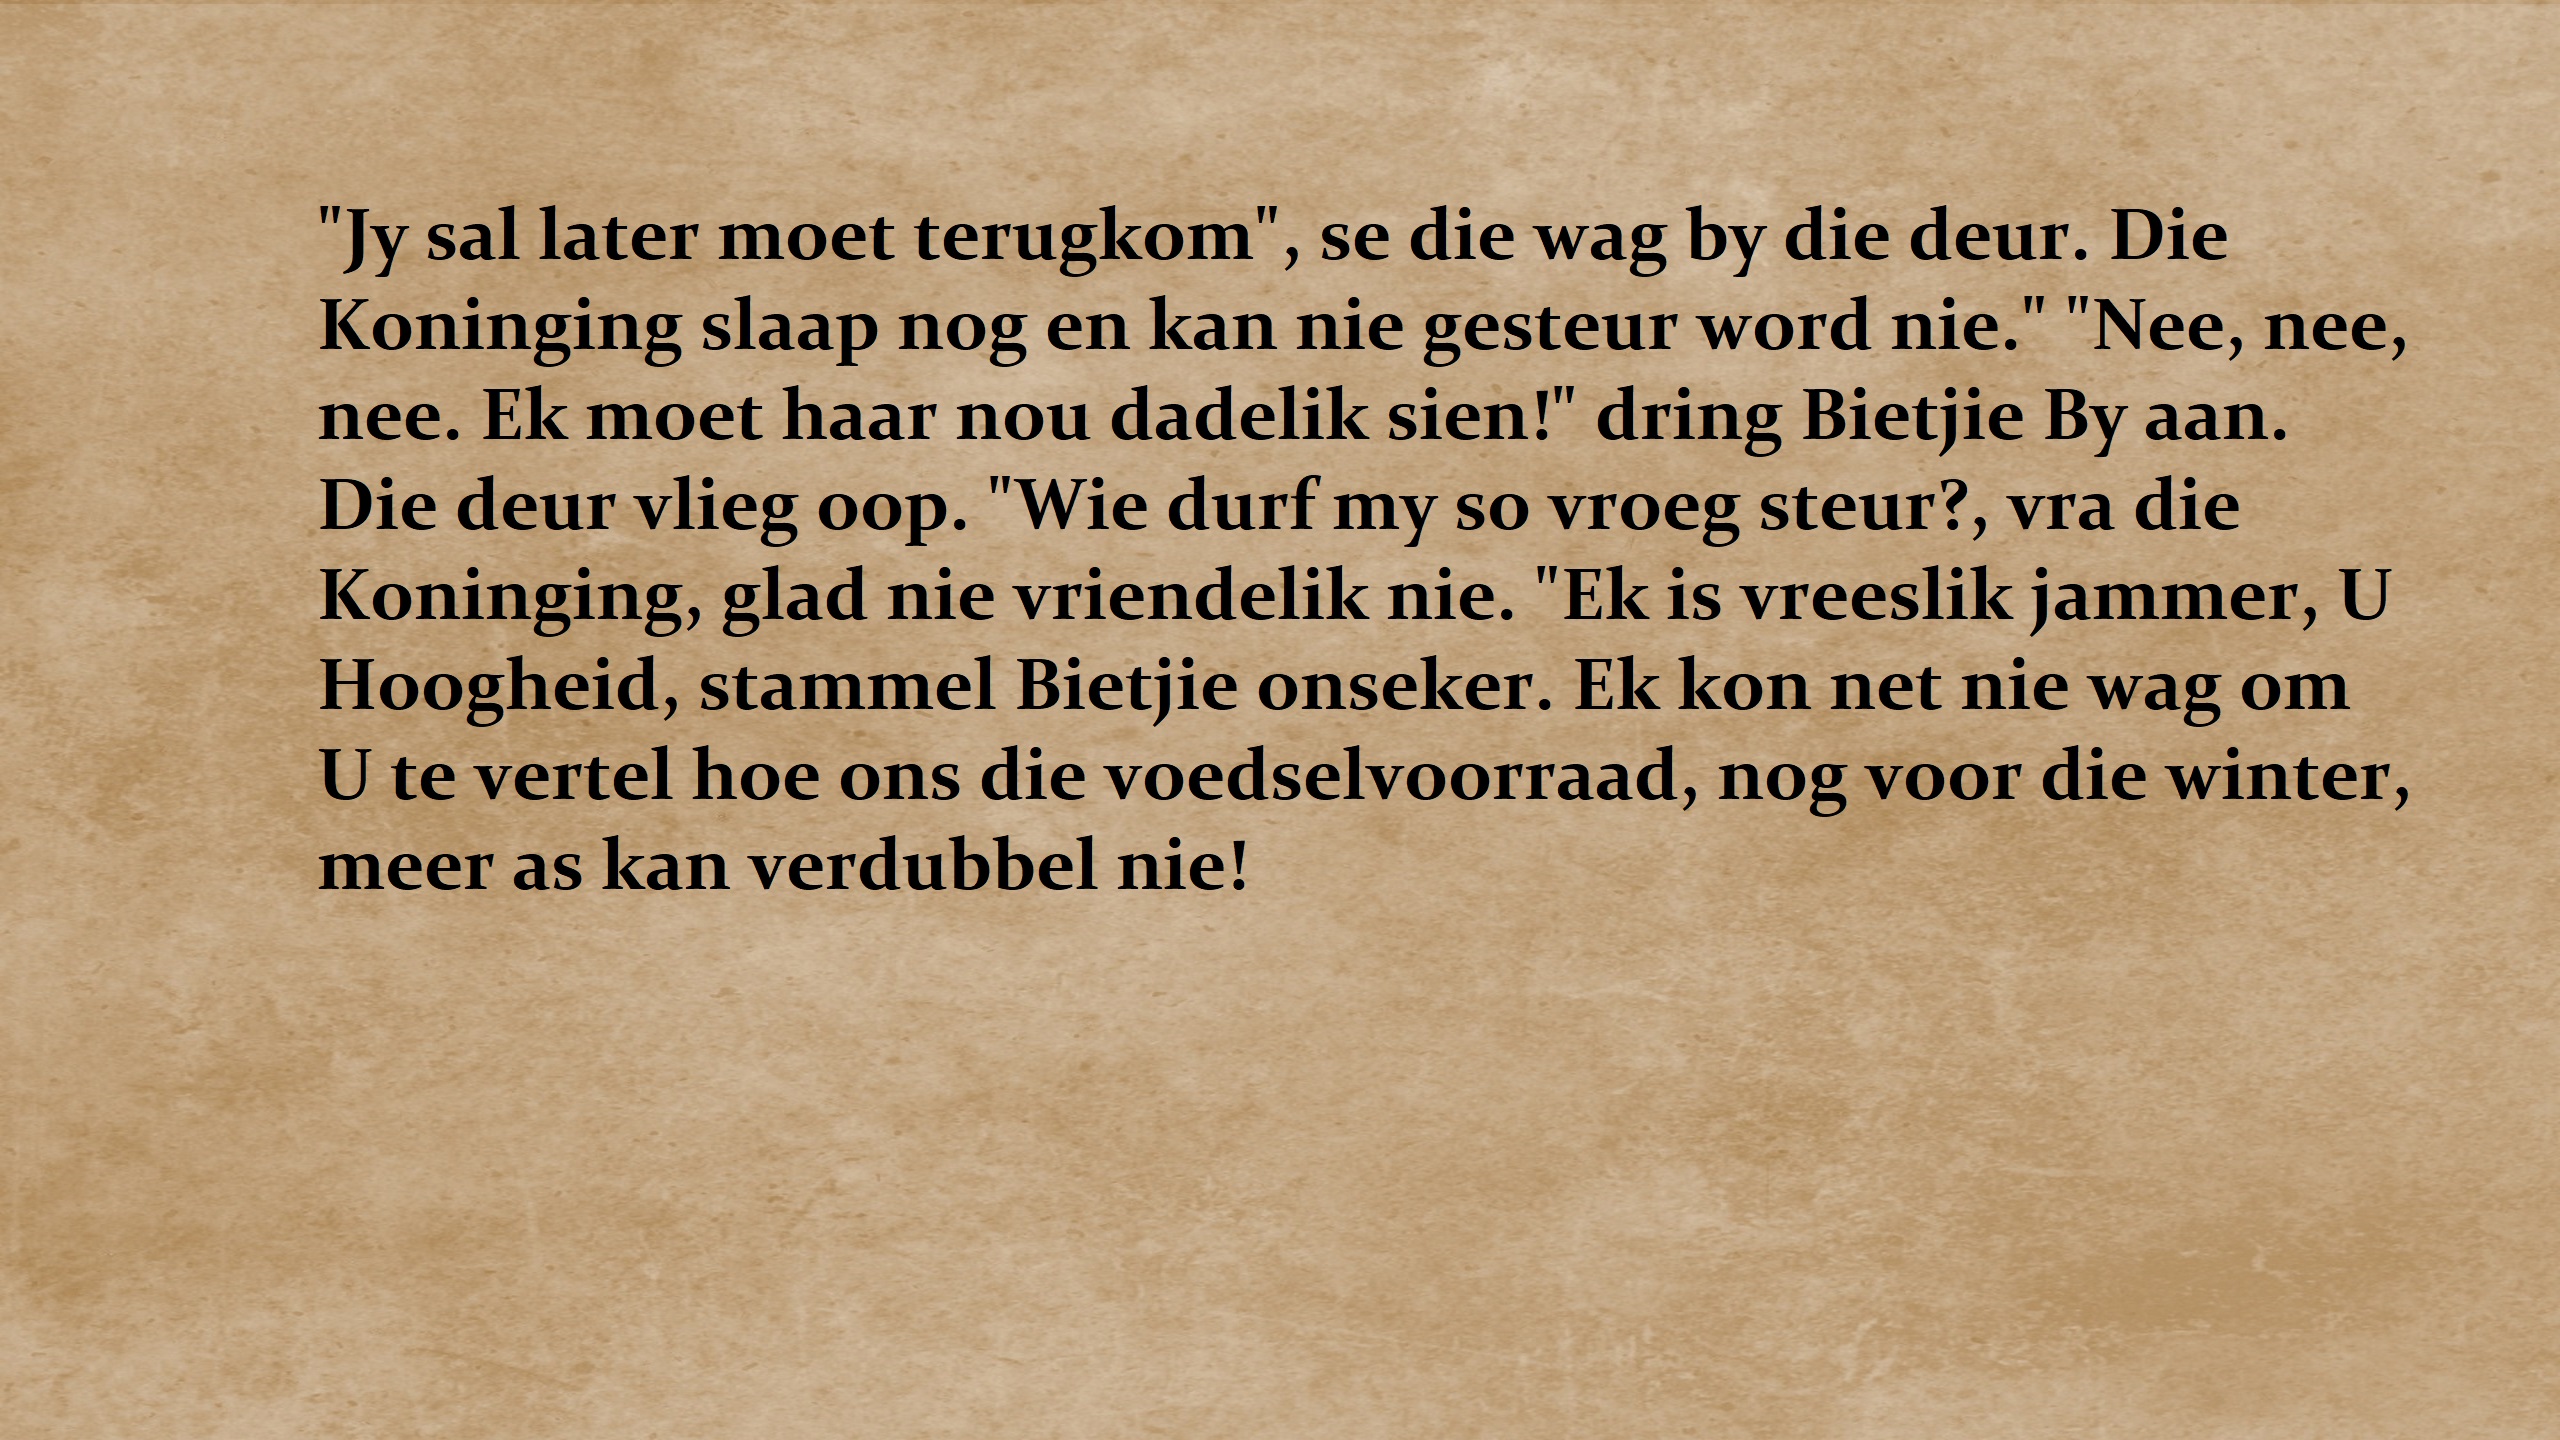 "Jy sal later moet terugkom", se die wag by die deur. Die
Koninging slaap nog en kan nie gesteur word nie." "Nee, nee,
nee. Ek moet haar nou dadelik sien!" dring Bietjie By aan.
Die deur vlieg oop. "Wie durf my so vroeg steur?, vra die
Koninging, glad nie vriendelik nie. "Ek is vreeslik jammer, U
Hoogheid, stammel Bietjie onseker. Ek kon net nie wag om
U te vertel hoe ons die voedselvoorraad, nog voor die winter,
meer as kan verdubbel nie!